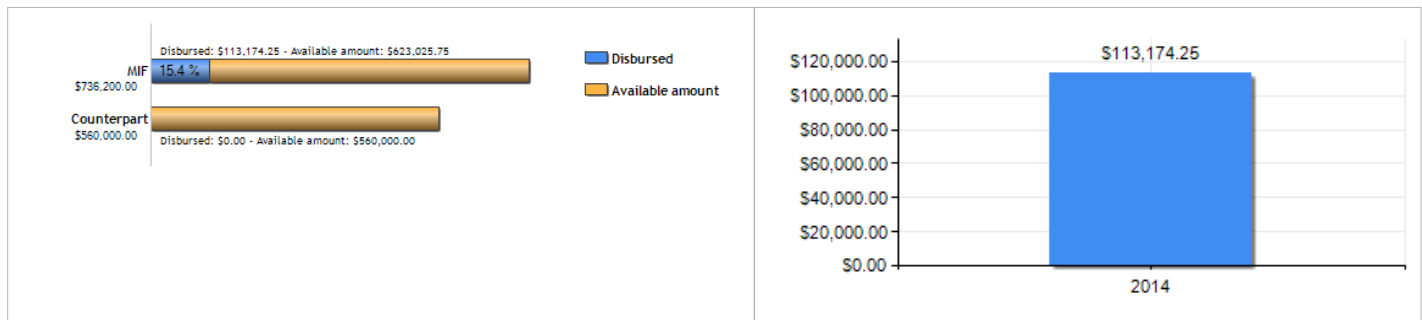 Disbursed: $113,174.25 - Available amount: $623,025.75
MIF
15.4 %
$736,200.00
Counterpart
$560,000.00
Disbursed: $0.00 - Available amount: $560,000.00
Disbursed
Available amount
$113,174.25
$120,000.00
$100,000.00
$80,000.00
$60,000.00
$40,000.00
$20,000.00
$0.00
2014